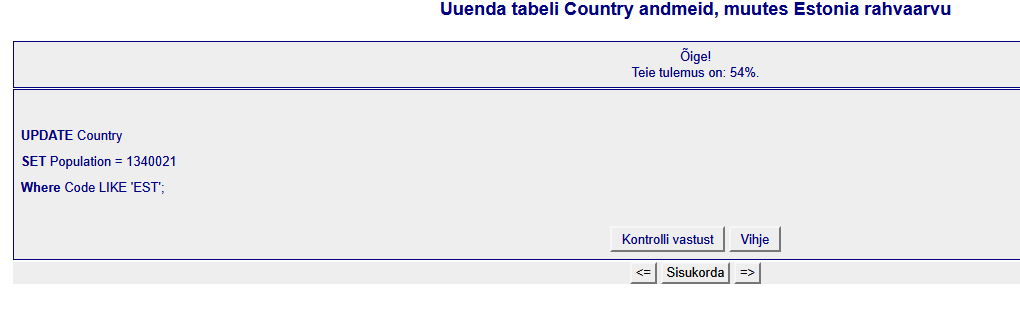 Uuenda tabeli Country andmeid, muutes Estonia rahvaarvu
Õige!
Teie tulemus on: 54%.
UPDATE Country
SET Population = 1340021
Where Code LIKE 'EST';
Kontrolli vastust Vihje
<= Sisukorda =>